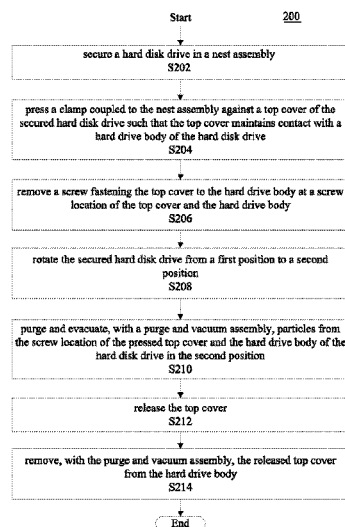 Start
200
secure a hard disk drive in a nest assembly
S202
press a clamp coupled to the nest assembly against a top cover of the
secured hard disk drive such that the top cover maintains contact with a
hard drive body of the hard disk drive
S204
remove a screw fastening the top cover to the hard drive body at a screw
location of the top cover and the hard drive body
S206
rotate the secured hard disk drive from a first position to a second
position
S208
purge and evacuate, with a purge and vacuum assembly, particles from
the screw location of the pressed top cover and the hard drive body of the
hard disk drive in the second position
S210
release the top cover
S212
remove, with the purge and vacuum assembly, the released top cover
from the hard drive body
S214
End